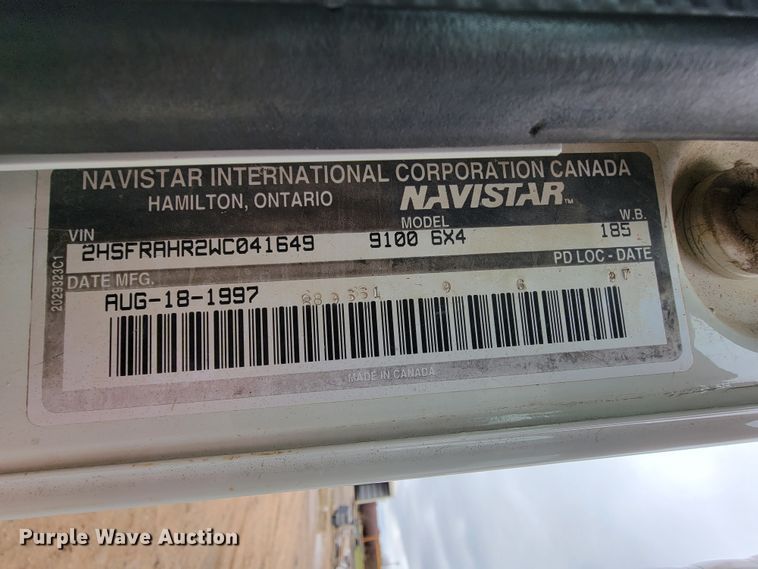 NAVISTAR INTERNATIONAL CORPORATION CANADA
HAMILTON, ONTARIO NAVISTAR™
VIN MODEL W.B.
2HSFRAHR2WC041649 9100 6X4 185
DATE MFG. PD LOC - DATE
AUG-18-1997
MADE IN CANADA
2029323C1
Purple Wave Auction